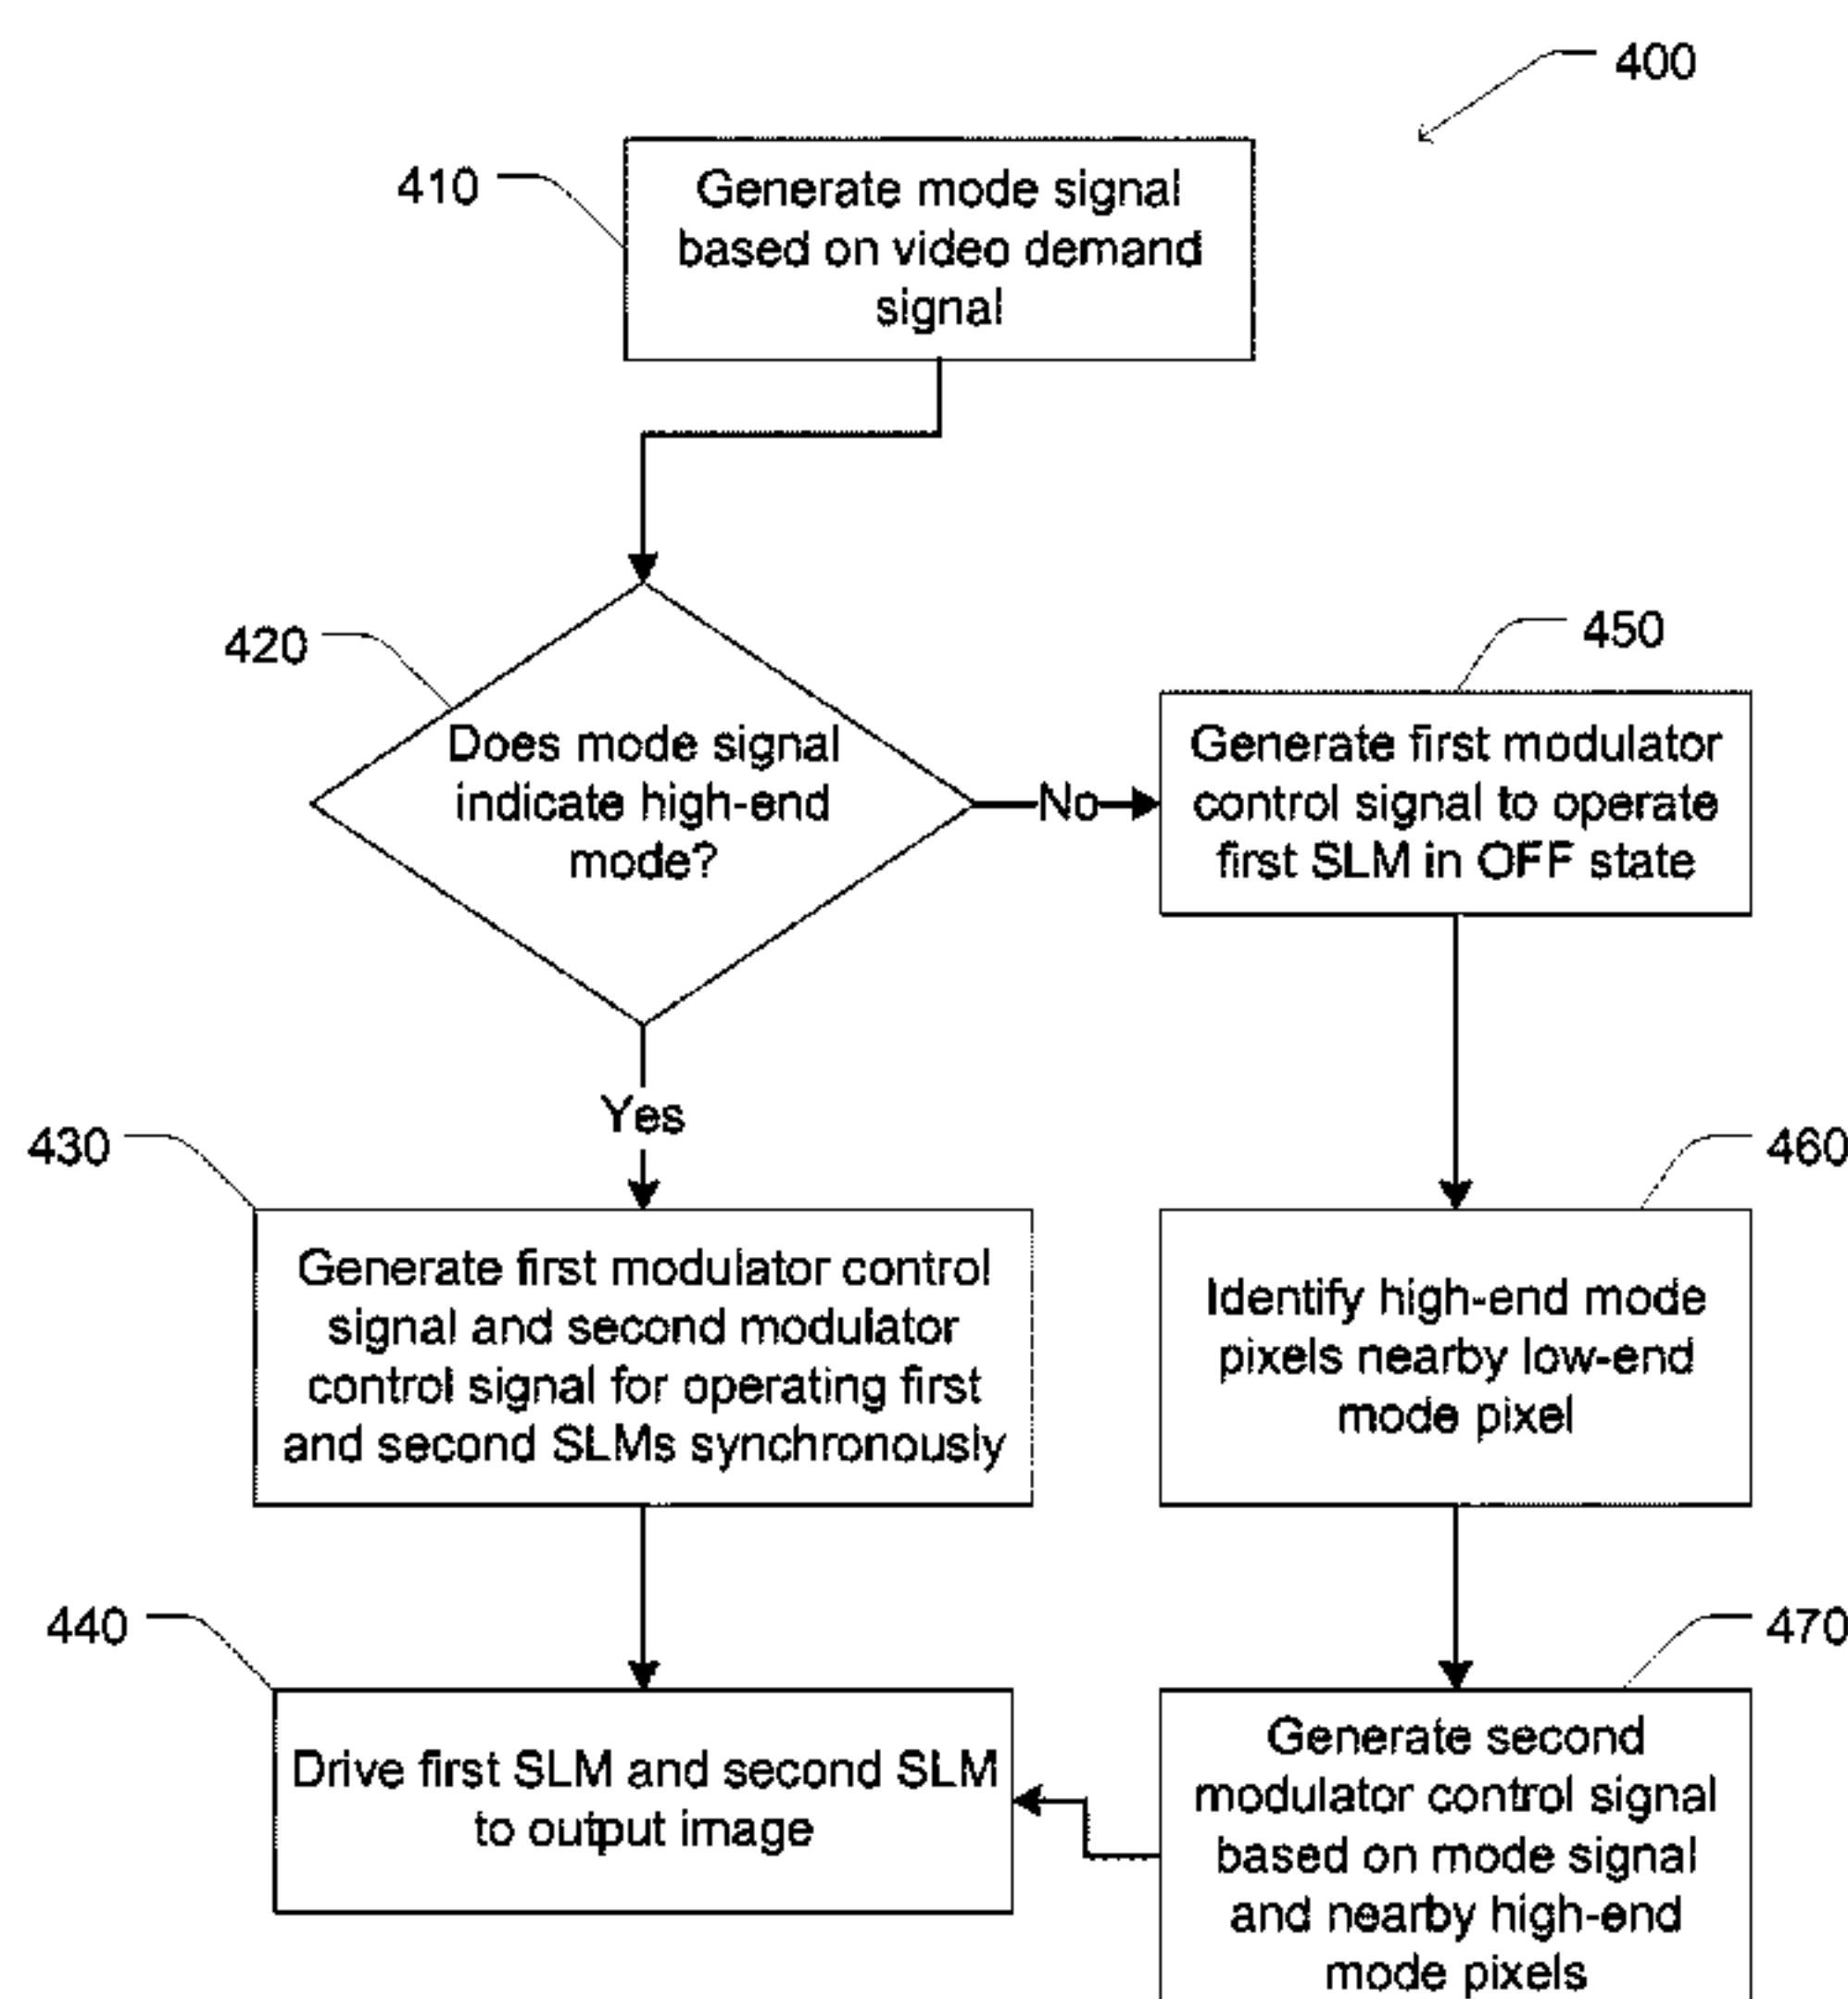 400
410
Generate mode signal
based on video demand
signal
420
Does mode signal
indicate high-end
mode?
No
450
Generate first modulator
control signal to operate
first SLM in OFF state
Yes
430
Generate first modulator control
signal and second modulator
control signal for operating first
and second SLMs synchronously
460
Identify high-end mode
pixels nearby low-end
mode pixel
440
Drive first SLM and second SLM
to output image
470
Generate second
modulator control signal
based on mode signal
and nearby high-end
mode pixels